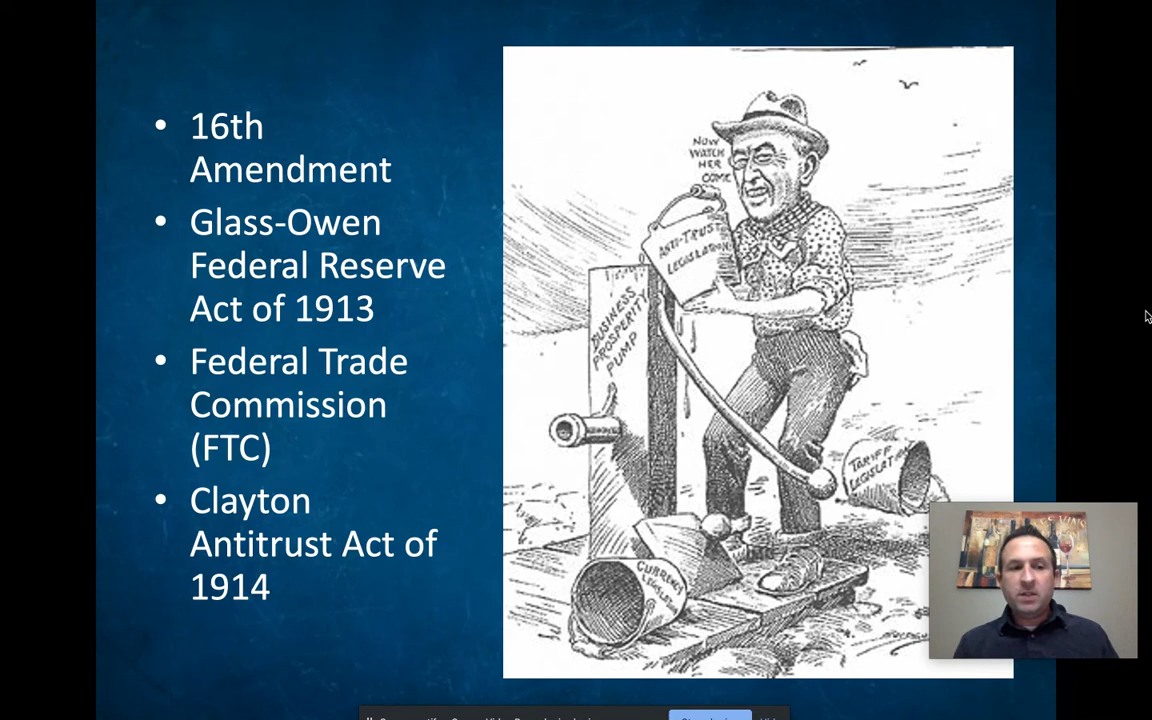 • 16th
Amendment
• Glass-Owen
Federal Reserve
Act of 1913
• Federal Trade
Commission
(FTC)
• Clayton
Antitrust Act of
1914
NOW
WATCH
HER
COME
ANTI-TRUST
LEGISLATION
BUSINESS
PROSPERITY
PUMP
TARIFF
LEGISLATION
CURRENCY